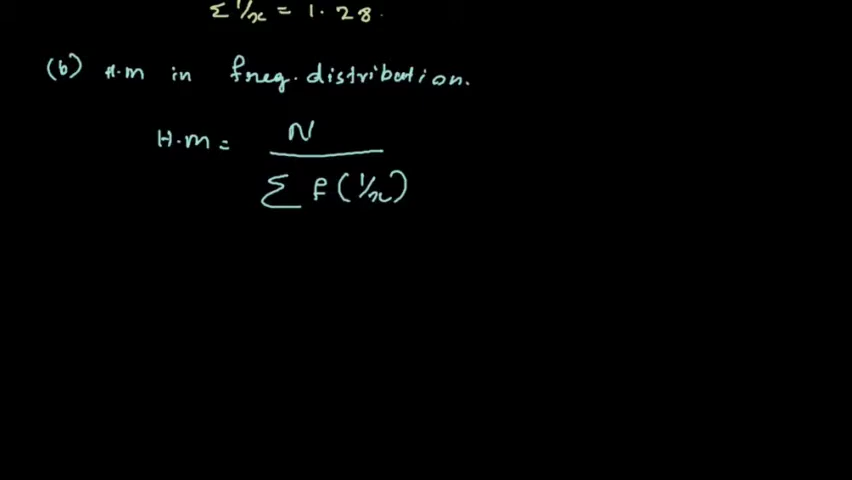 Σ 1/x = 1.28.
(b) H.M in freq. distribution.
H.M = N
Σ f (1/x)